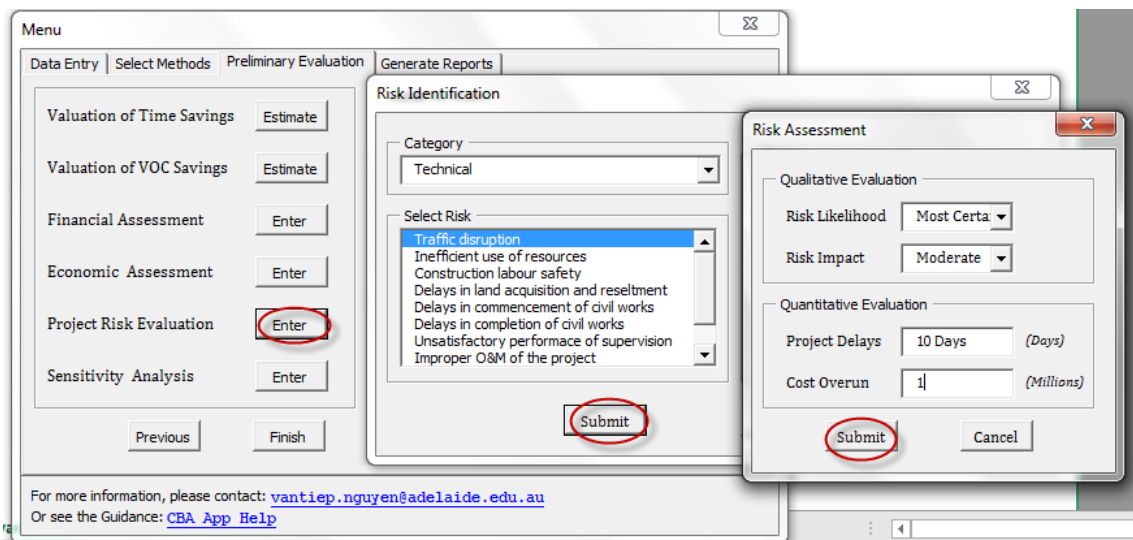 Menu
Data Entry
Select Methods
Preliminary Evaluation
Generate Reports
Valuation of Time Savings
Estimate
Valuation of VOC Savings
Estimate
Financial Assessment
Enter
Economic Assessment
Enter
Project Risk Evaluation
Enter
Sensitivity Analysis
Enter
Previous
Finish
For more information, please contact: vantiep.nguyen@adelaide.edu.au
Or see the Guidance: CBA App Help
Risk Identification
Category
Technical
Select Risk
Traffic disruption
Inefficient use of resources
Construction labour safety
Delays in land acquisition and reseltment
Delays in commencement of civil works
Delays in completion of civil works
Unsatisfactory performace of supervision
Improper O&M of the project
Submit
Risk Assessment
Qualitative Evaluation
Risk Likelihood
Most Certa
Risk Impact
Moderate
Quantitative Evaluation
Project Delays
10 Days
(Days)
Cost Overun
1
(Millions)
Submit
Cancel